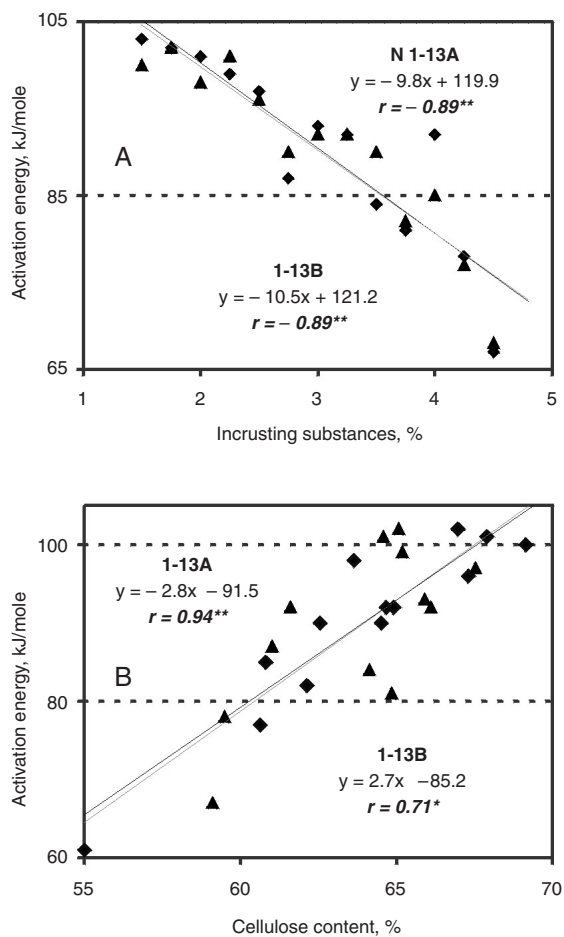 105
N 1-13A
y = – 9.8x + 119.9
r = – 0.89**
A
85
1-13B
y = – 10.5x + 121.2
r = – 0.89**
65
1
2
3
4
5
Activation energy, kJ/mole
Incrusting substances, %
100
1-13A
y = – 2.8x –91.5
r = 0.94**
B
80
1-13B
y = 2.7x –85.2
r = 0.71*
60
55
60
65
70
Activation energy, kJ/mole
Cellulose content, %